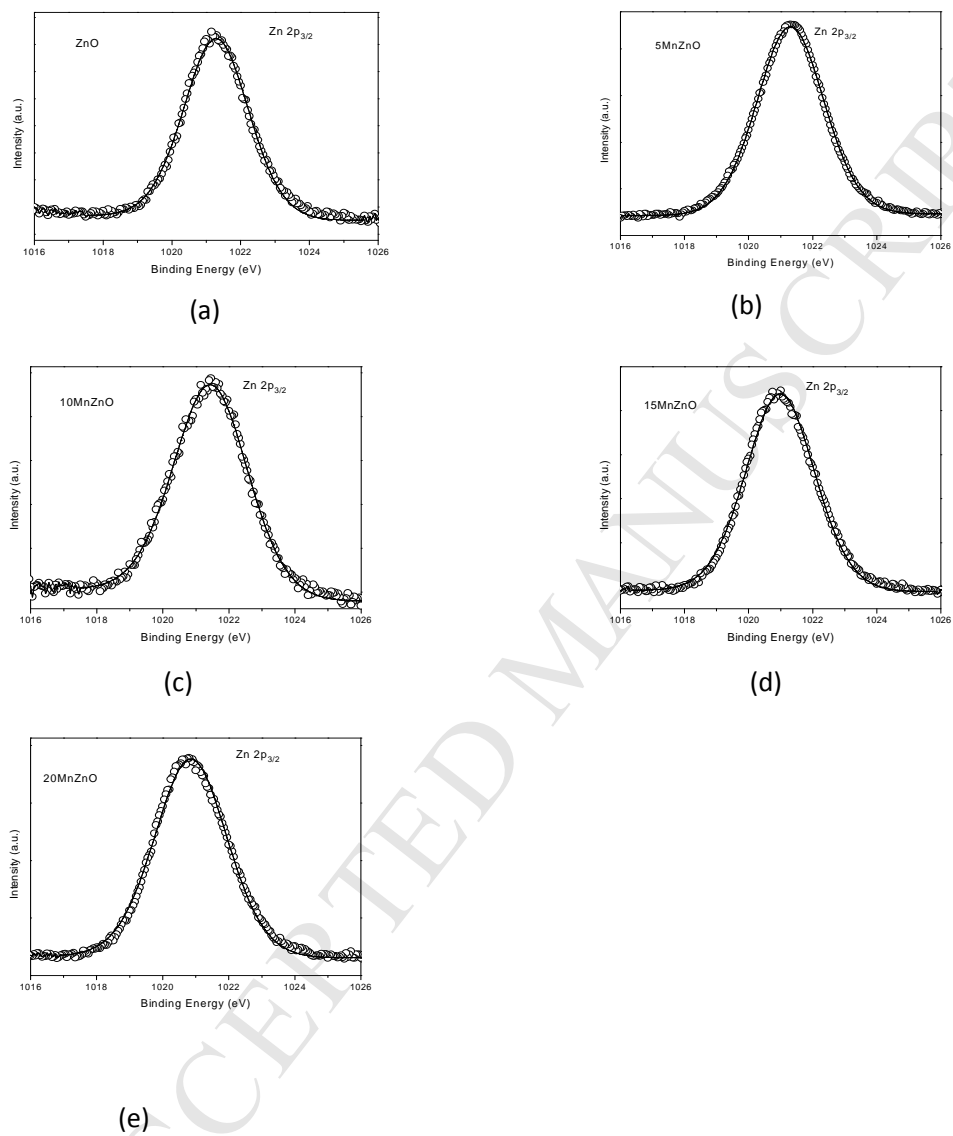 ZnO
Zn 2p3/2
Intensity (a.u.)
1016 1018 1020 1022 1024 1026
Binding Energy (eV)
(a)
5MnZnO
Zn 2p3/2
Intensity (a.u.)
1016 1018 1020 1022 1024 1026
Binding Energy (eV)
(b)
10MnZnO
Zn 2p3/2
Intensity (a.u.)
1016 1018 1020 1022 1024 1026
Binding Energy (eV)
(c)
15MnZnO
Zn 2p3/2
Intensity (a.u.)
1016 1018 1020 1022 1024 1026
Binding Energy (eV)
(d)
20MnZnO
Zn 2p3/2
Intensity (a.u.)
1016 1018 1020 1022 1024 1026
Binding Energy (eV)
(e)
CEPTED MANUSCRIP